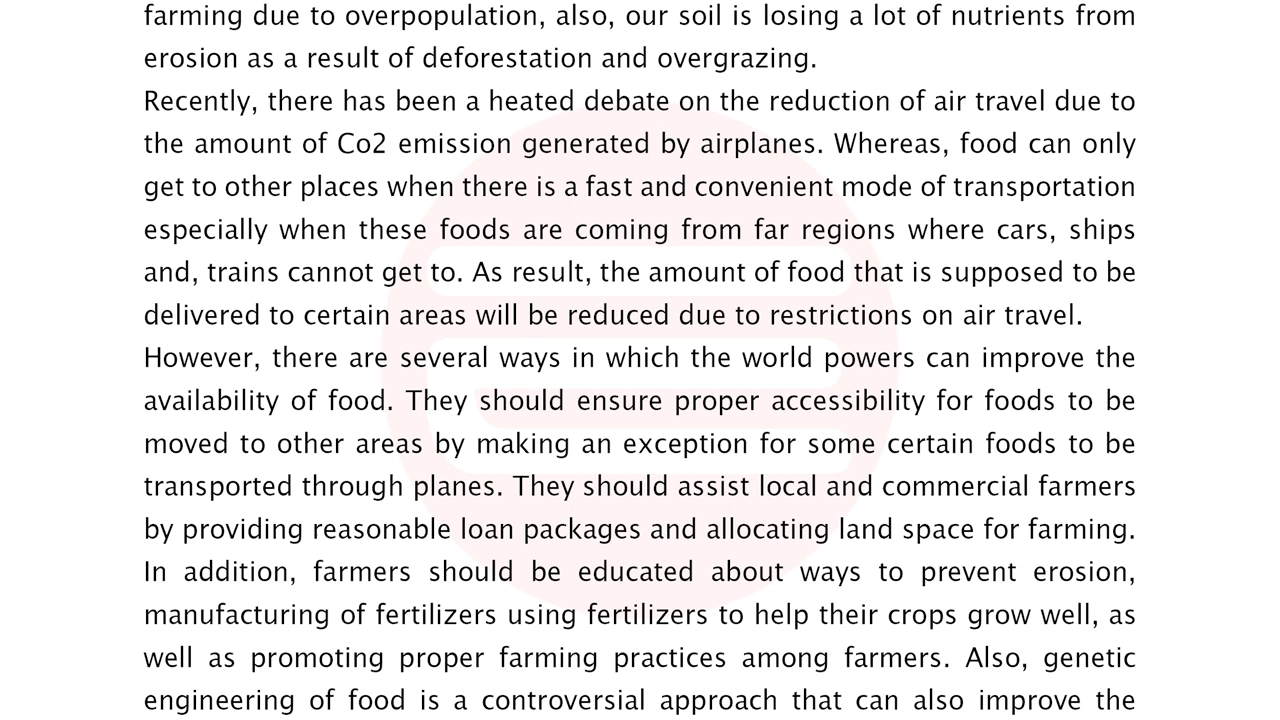 farming due to overpopulation, also, our soil is losing a lot of nutrients from
erosion as a result of deforestation and overgrazing.
Recently, there has been a heated debate on the reduction of air travel due to
the amount of Co2 emission generated by airplanes. Whereas, food can only
get to other places when there is a fast and convenient mode of transportation
especially when these foods are coming from far regions where cars, ships
and, trains cannot get to. As result, the amount of food that is supposed to be
delivered to certain areas will be reduced due to restrictions on air travel.
However, there are several ways in which the world powers can improve the
availability of food. They should ensure proper accessibility for foods to be
moved to other areas by making an exception for some certain foods to be
transported through planes. They should assist local and commercial farmers
by providing reasonable loan packages and allocating land space for farming.
In addition, farmers should be educated about ways to prevent erosion,
manufacturing of fertilizers using fertilizers to help their crops grow well, as
well as promoting proper farming practices among farmers. Also, genetic
engineering of food is a controversial approach that can also improve the